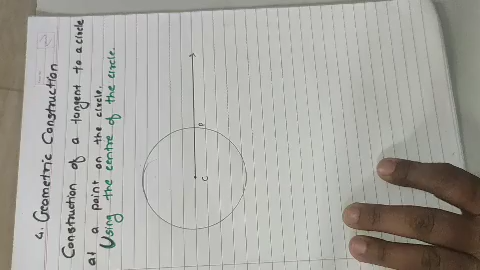 4. Geometric Construction
Construction of a tangent to a circle
at a point on the circle.
Using the centre of the circle.
P
C